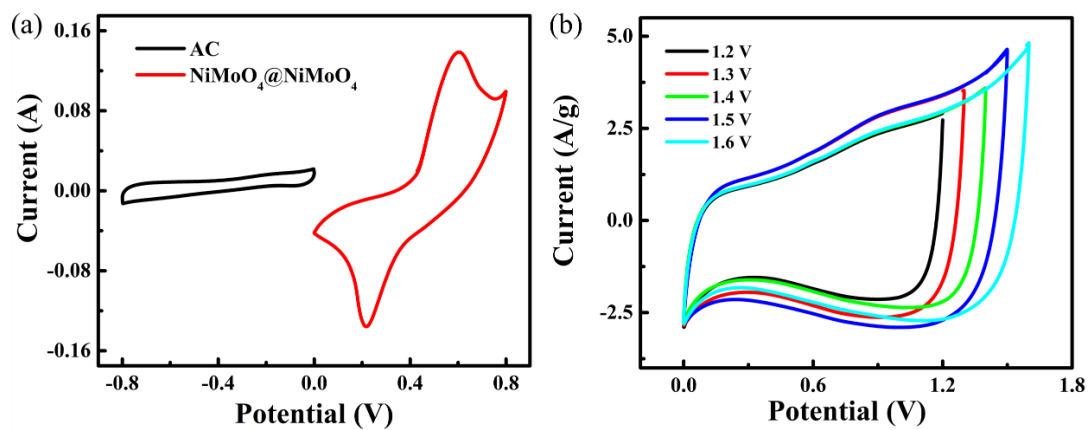 (a)
Current (A)
0.16
0.08
0.00
-0.08
-0.16
AC
NiMoO₄@NiMoO₄
-0.8 -0.4 0.0 0.4 0.8
Potential (V)
(b)
Current (A/g)
5.0
2.5
0.0
-2.5
1.2 V
1.3 V
1.4 V
1.5 V
1.6 V
0.0 0.6 1.2 1.8
Potential (V)